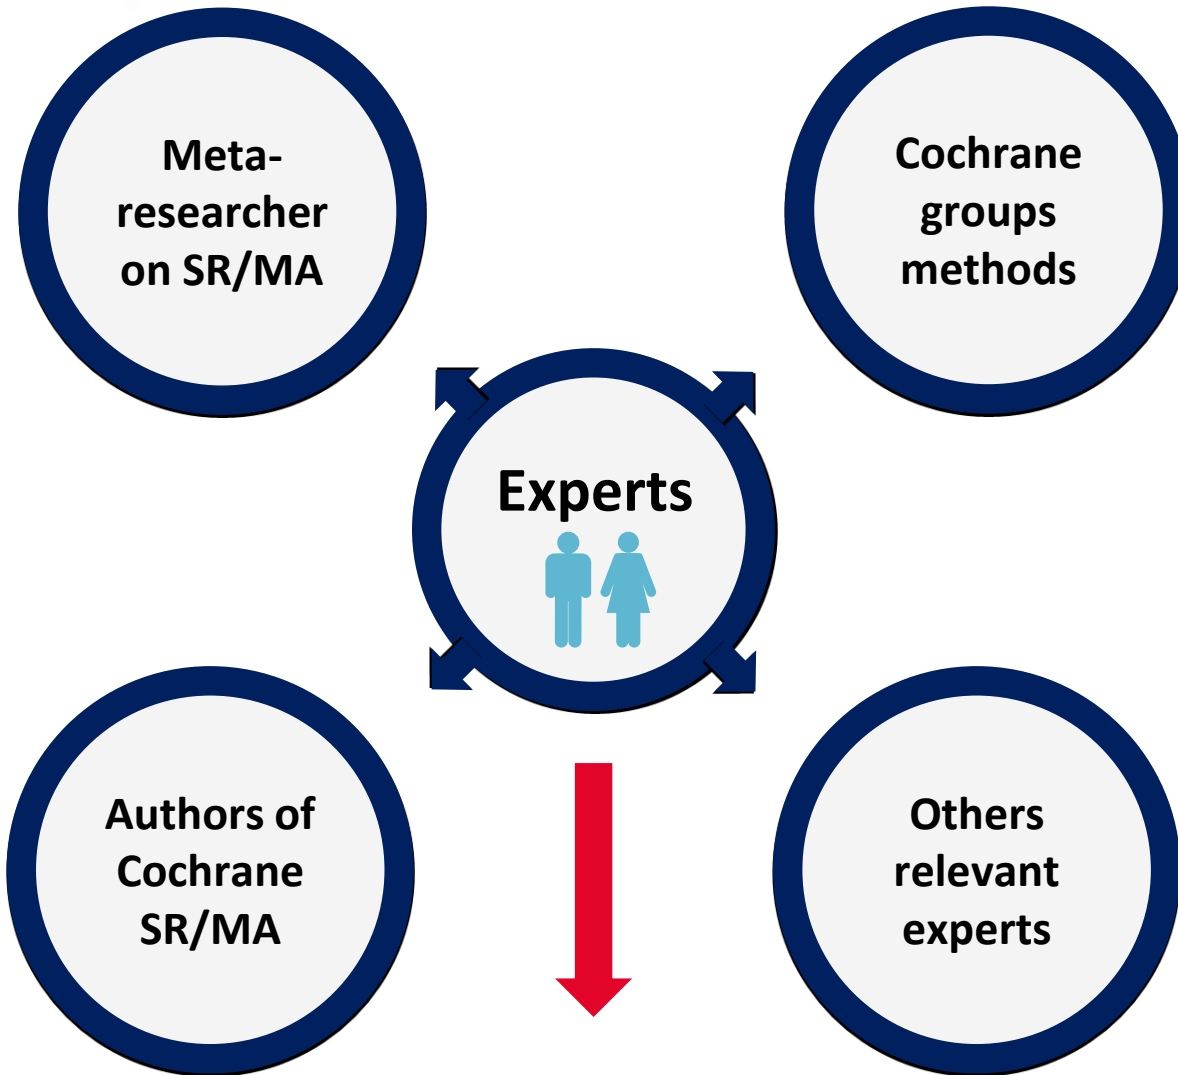 Meta-
researcher
on SR/MA
Cochrane
groups
methods
Experts
Authors of
Cochrane
SR/MA
Others
relevant
experts